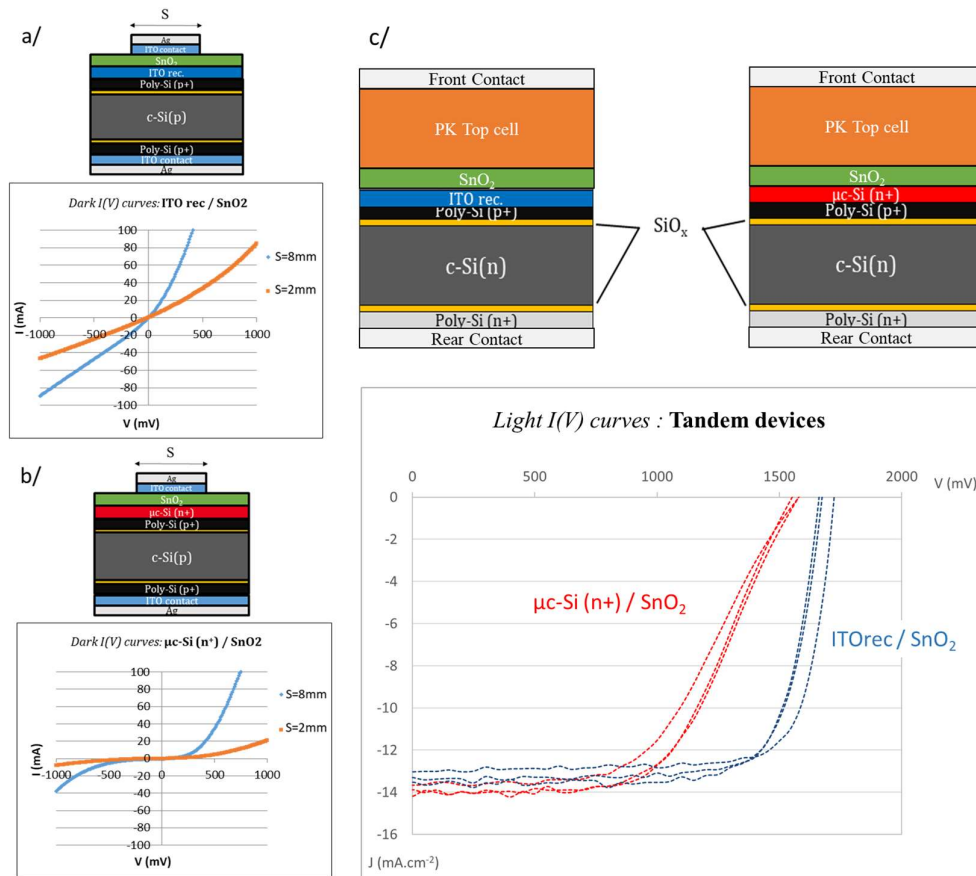 a/
S
Ag
ITO contact
SnO₂
ITO rec.
Poly-Si (p+)
c-Si(p)
Poly-Si (p+)
ITO contact
Ag
Dark I(V) curves: ITO rec / SnO2
100
80
60
40
20
0
-20
-40
-60
-80
-100
-1000 -500 0 500 1000
I (mA)
V (mV)
S=8mm
S=2mm
b/
S
Ag
ITO contact
SnO₂
µc-Si (n+)
Poly-Si (p+)
c-Si(p)
Poly-Si (p+)
ITO contact
Ag
Dark I(V) curves: µc-Si (n⁺) / SnO2
100
80
60
40
20
0
-20
-40
-60
-80
-100
-1000 -500 0 500 1000
I (mA)
V (mV)
S=8mm
S=2mm
c/
Front Contact
PK Top cell
SnO₂
ITO rec.
Poly-Si (p+)
c-Si(n)
Poly-Si (n+)
Rear Contact
SiOₓ
Front Contact
PK Top cell
SnO₂
µc-Si (n+)
Poly-Si (p+)
c-Si(n)
Poly-Si (n+)
Rear Contact
Light I(V) curves : Tandem devices
0 500 1000 1500 2000
V (mV)
0
-2
-4
-6
-8
-10
-12
-14
-16
µc-Si (n+) / SnO₂
ITOrec / SnO₂
J (mA.cm⁻²)